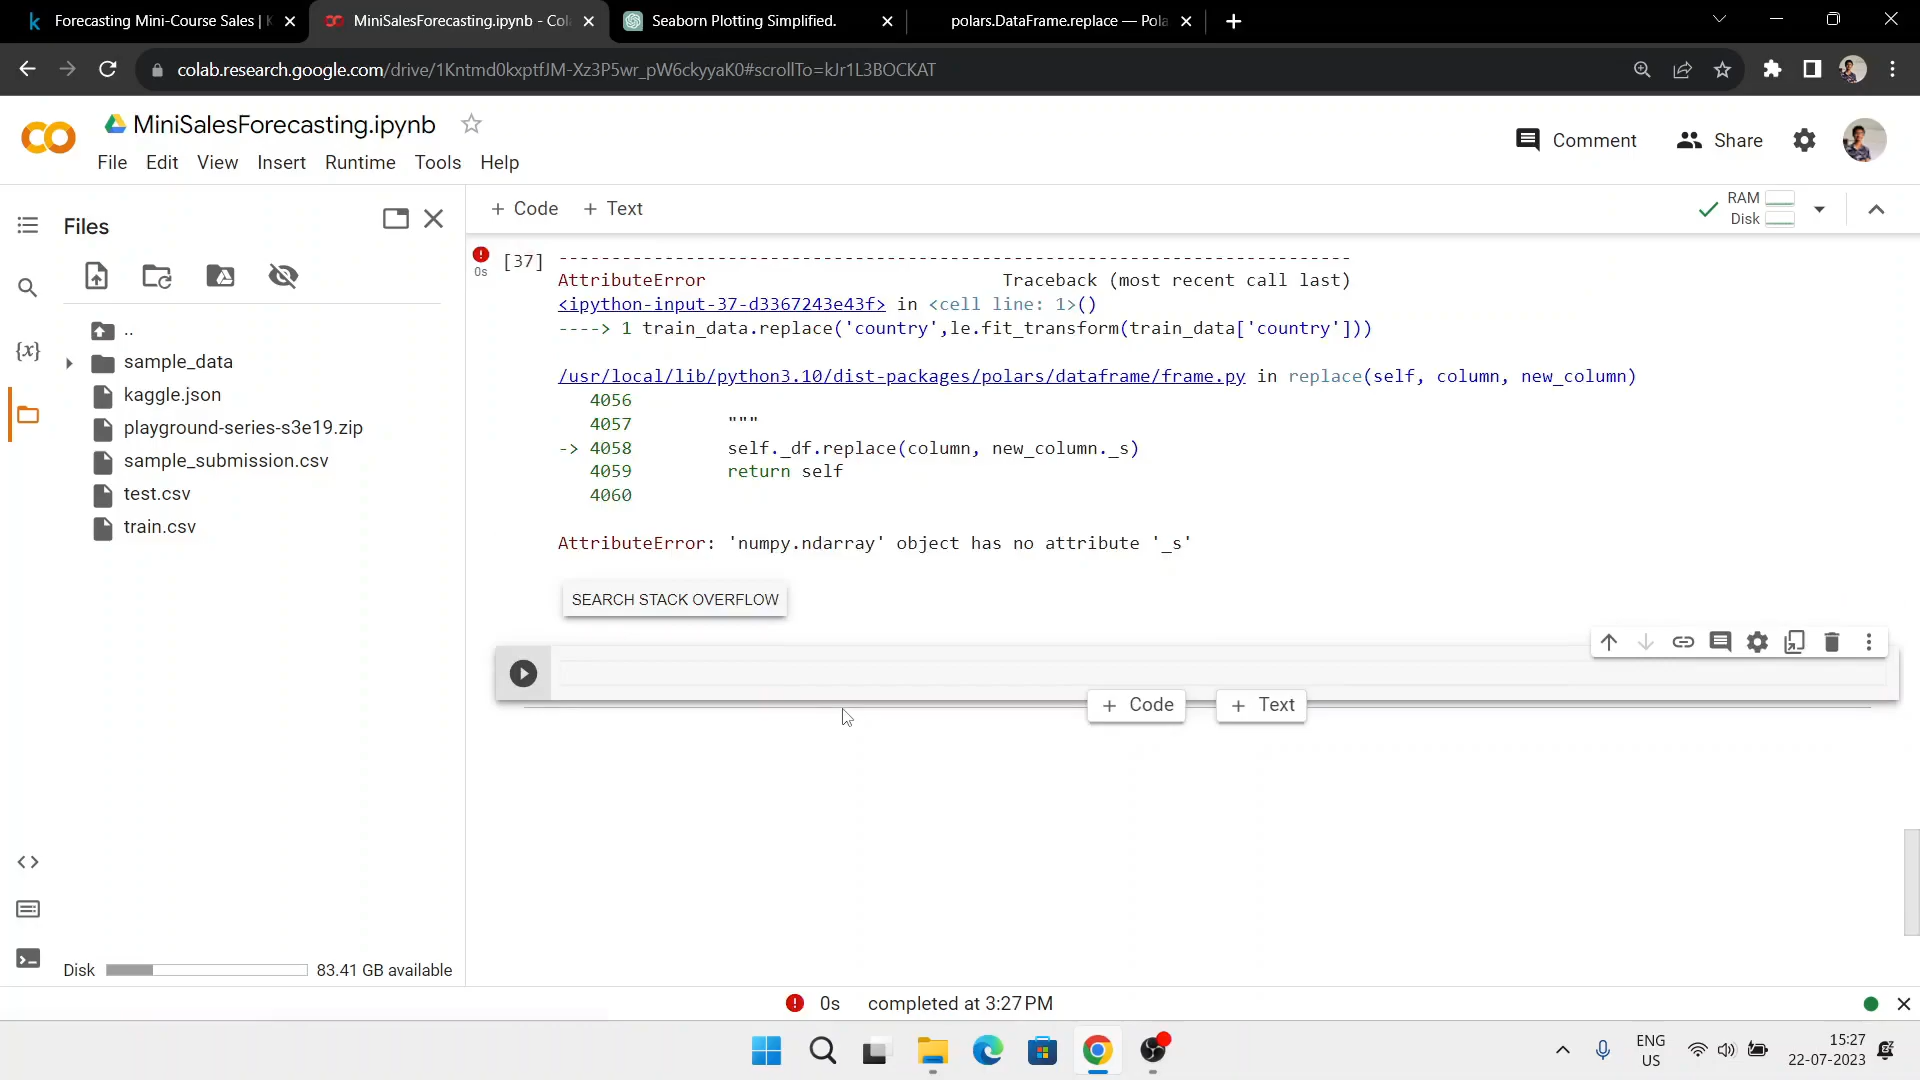 Forecasting Mini-Course Sales |
MiniSalesForecasting.ipynb - Col
Seaborn Plotting Simplified.
polars.DataFrame.replace — Pola
colab.research.google.com/drive/1Kntmd0kxptfJM-Xz3P5wr_pW6ckyyaK0#scrollTo=kJr1L3BOCKAT
MiniSalesForecasting.ipynb
Comment
Share
File Edit View Insert Runtime Tools Help
Files
+ Code + Text
RAM
Disk
..
sample_data
kaggle.json
playground-series-s3e19.zip
sample_submission.csv
test.csv
train.csv
{x}
Disk
83.41 GB available
0s
[37]
---------------------------------------------------------------------------
AttributeError Traceback (most recent call last)
<ipython-input-37-d3367243e43f> in <cell line: 1>()
----> 1 train_data.replace('country',le.fit_transform(train_data['country']))
/usr/local/lib/python3.10/dist-packages/polars/dataframe/frame.py in replace(self, column, new_column)
4056
4057 """
-> 4058 self._df.replace(column, new_column._s)
4059 return self
4060
AttributeError: 'numpy.ndarray' object has no attribute '_s'
SEARCH STACK OVERFLOW
+ Code
+ Text
0s completed at 3:27 PM
ENG
US
15:27
22-07-2023